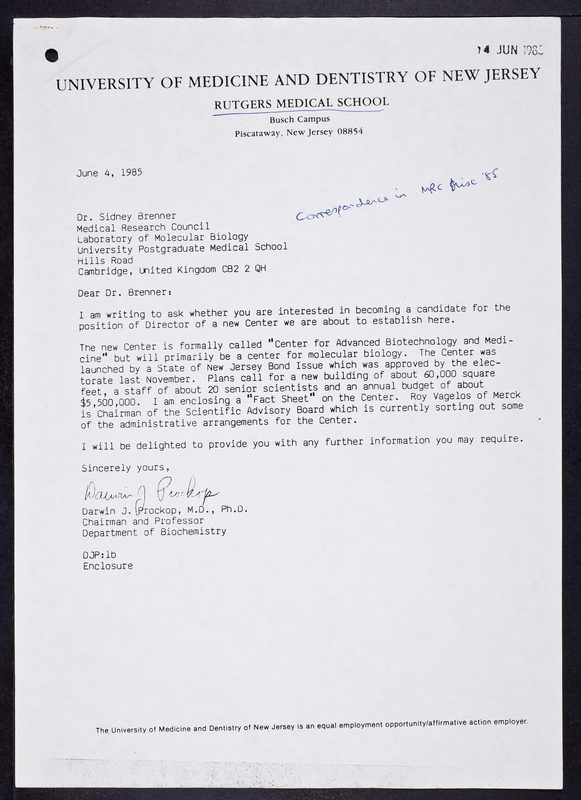 14 JUN 1985
UNIVERSITY OF MEDICINE AND DENTISTRY OF NEW JERSEY
RUTGERS MEDICAL SCHOOL
Busch Campus
Piscataway, New Jersey 08854
June 4, 1985
Correspondence in MRC Misc '85
Dr. Sidney Brenner
Medical Research Council
Laboratory of Molecular Biology
University Postgraduate Medical School
Hills Road
Cambridge, United Kingdom CB2 2 QH
Dear Dr. Brenner:
I am writing to ask whether you are interested in becoming a candidate for the
position of Director of a new Center we are about to establish here.
The new Center is formally called "Center for Advanced Biotechnology and Medi-
cine" but will primarily be a center for molecular biology. The Center was
launched by a State of New Jersey Bond Issue which was approved by the elec-
torate last November. Plans call for a new building of about 60,000 square
feet, a staff of about 20 senior scientists and an annual budget of about
$5,500,000. I am enclosing a "Fact Sheet" on the Center. Roy Vagelos of Merck
is Chairman of the Scientific Advisory Board which is currently sorting out some
of the administrative arrangements for the Center.
I will be delighted to provide you with any further information you may require.
Sincerely yours,
Darwin J Prockop
Darwin J. Prockop, M.D., Ph.D.
Chairman and Professor
Department of Biochemistry
DJP:lb
Enclosure
The University of Medicine and Dentistry of New Jersey is an equal employment opportunity/affirmative action employer.